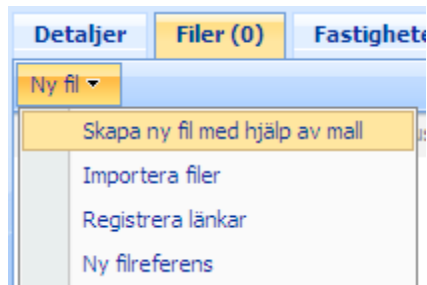 Detaljer Filer (0) Fastighete
Ny fil
Skapa ny fil med hjälp av mall
Importera filer
Registrera länkar
Ny filreferens